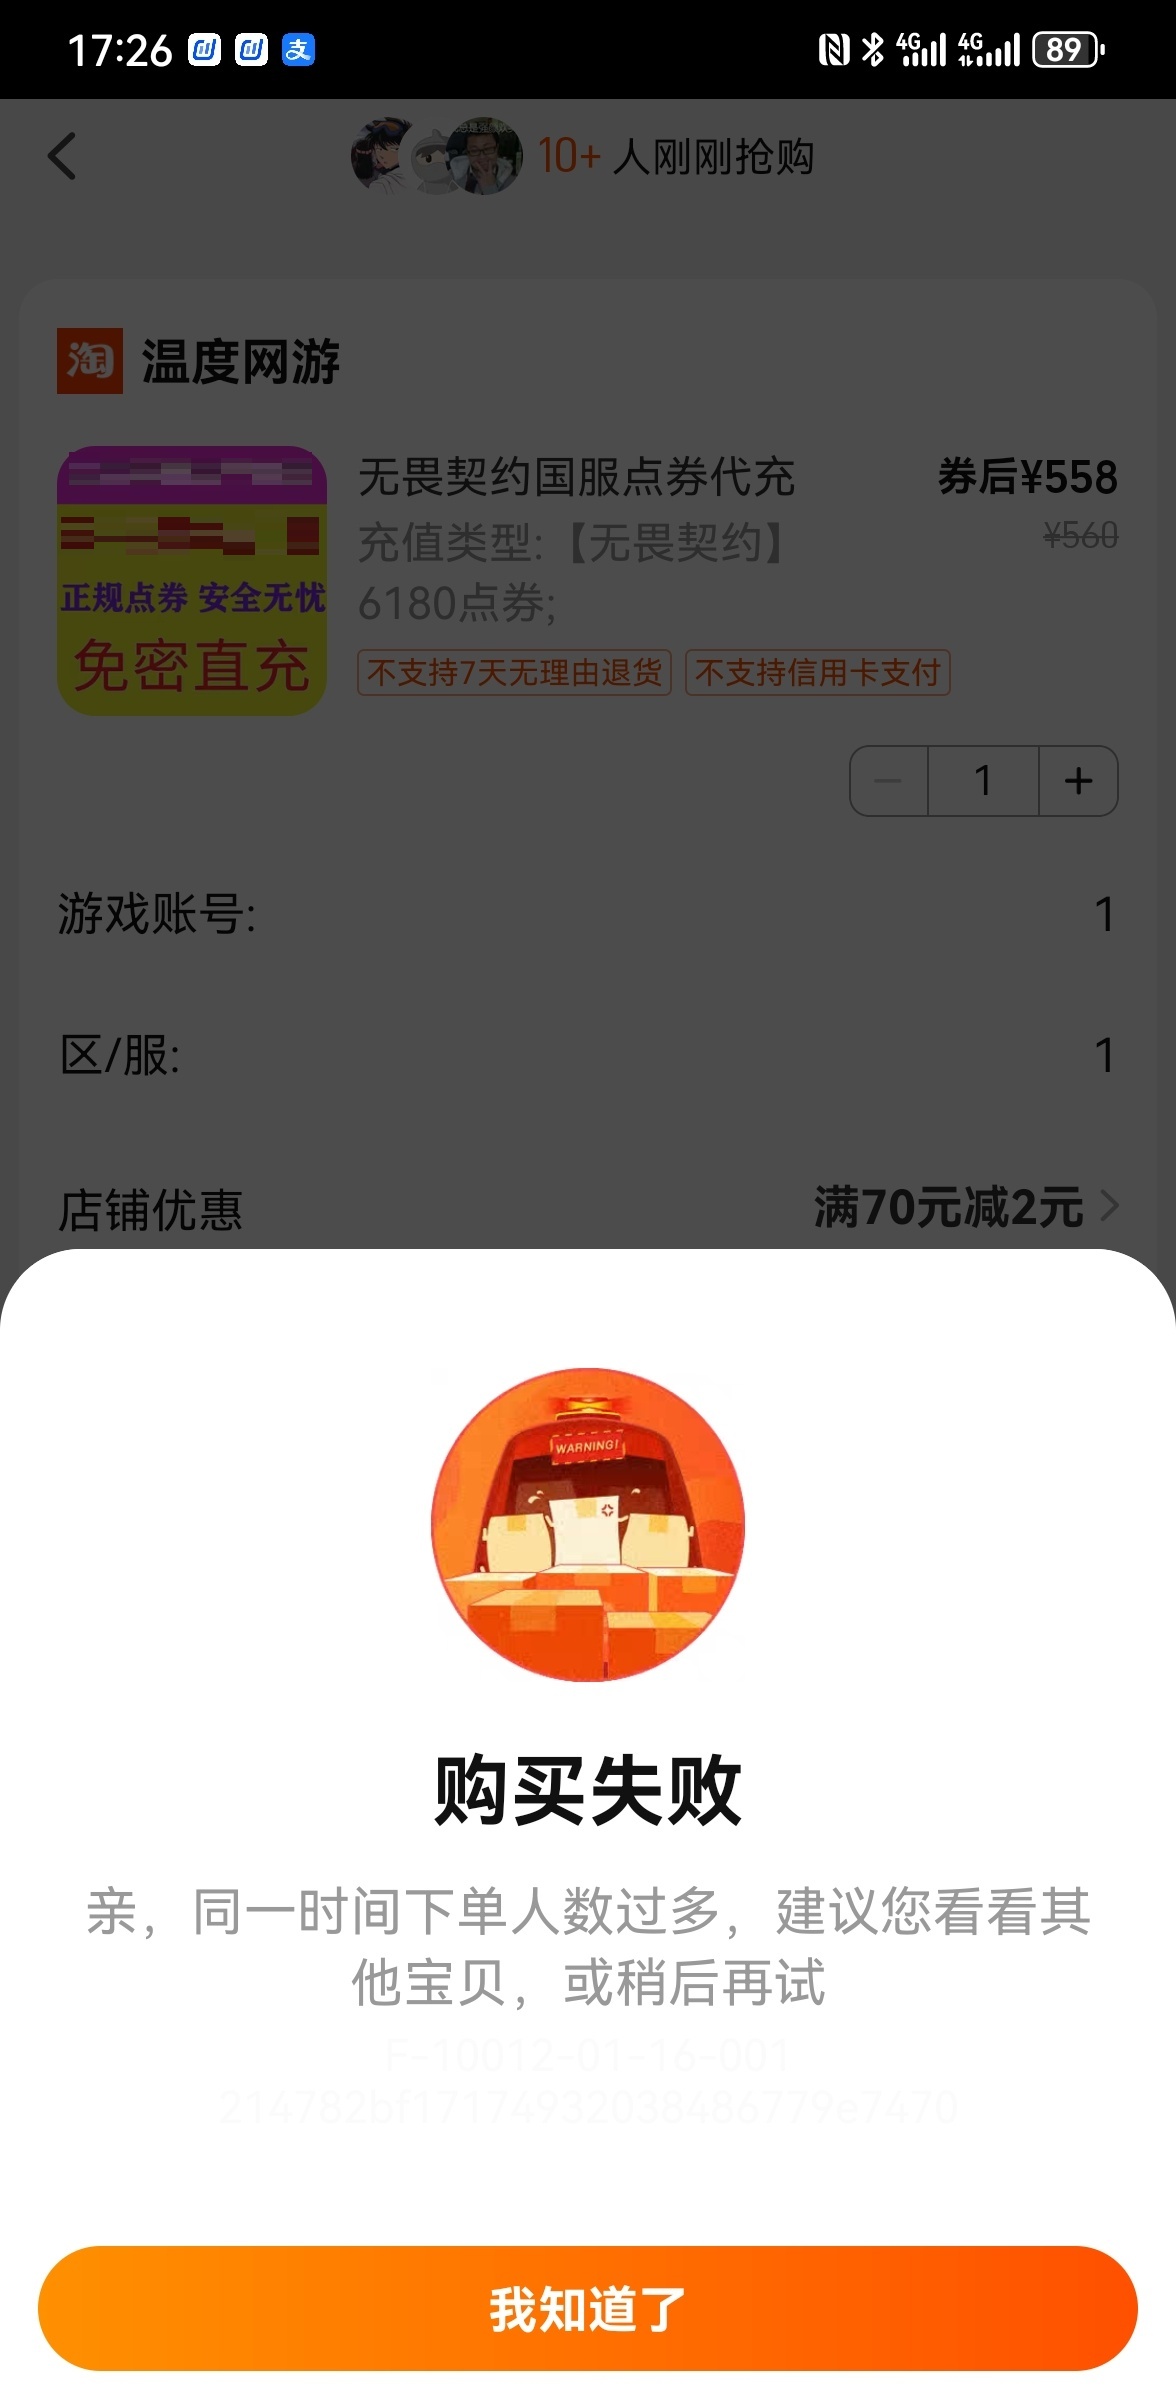 17:26
4G 4G 89
10+ 人刚刚抢购
淘 温度网游
无畏契约国服点券代充 券后¥558
充值类型:【无畏契约】 ¥560
6180点券;
正规点券 安全无忧
免密直充
不支持7天无理由退货 不支持信用卡支付
1 +
游戏账号: 1
区/服: 1
店铺优惠 满70元减2元
WARNING!
购买失败
亲，同一时间下单人数过多，建议您看看其
他宝贝，或稍后再试
F-10012-01-16-001
214782bf17174932038486779e7470
我知道了